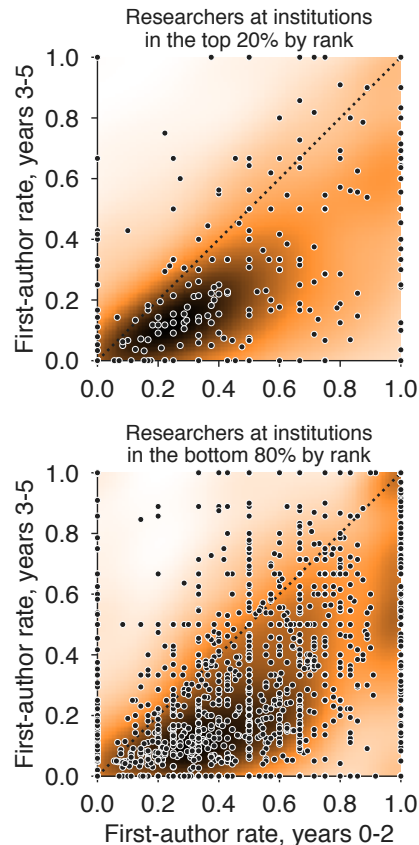 Researchers at institutions
in the top 20% by rank
First-author rate, years 3-5
1.0
0.8
0.6
0.4
0.2
0.0
0.0 0.2 0.4 0.6 0.8 1.0
Researchers at institutions
in the bottom 80% by rank
First-author rate, years 3-5
1.0
0.8
0.6
0.4
0.2
0.0
0.0 0.2 0.4 0.6 0.8 1.0
First-author rate, years 0-2